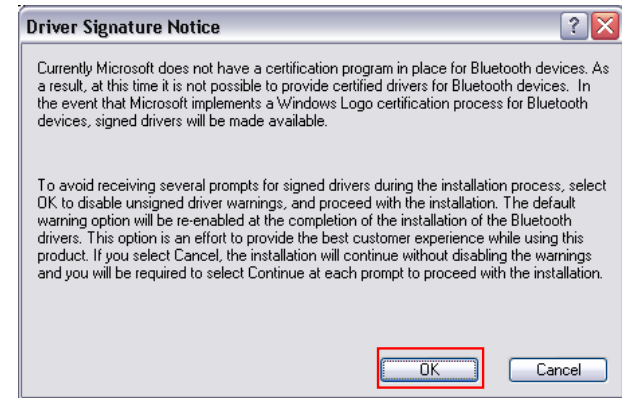 Driver Signature Notice
Currently Microsoft does not have a certification program in place for Bluetooth devices. As
a result, at this time it is not possible to provide certified drivers for Bluetooth devices.  In
the event that Microsoft implements a Windows Logo certification process for Bluetooth
devices, signed drivers will be made available.
To avoid receiving several prompts for signed drivers during the installation process, select
OK to disable unsigned driver warnings, and proceed with the installation. The default
warning option will be re-enabled at the completion of the installation of the Bluetooth
drivers. This option is an effort to provide the best customer experience while using this
product. If you select Cancel, the installation will continue without disabling the warnings
and you will be required to select Continue at each prompt to proceed with the installation.
OK Cancel